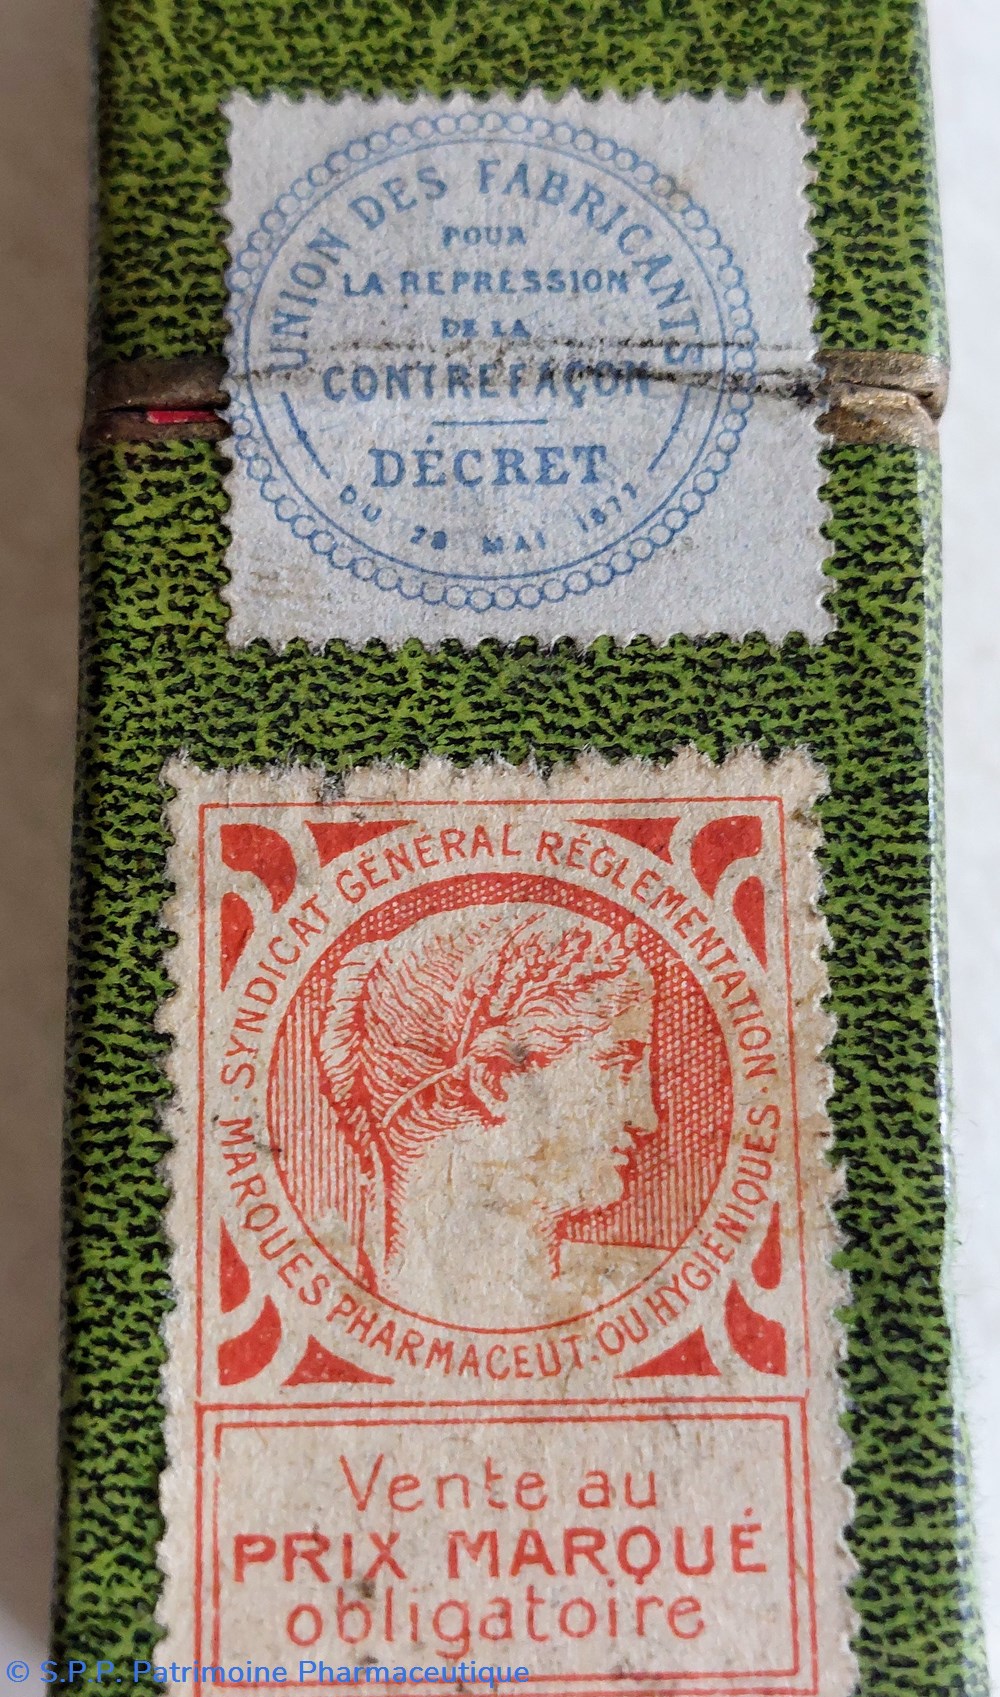 UNION DES FABRICANTS
POUR
LA REPRESSION
DE LA
CONTREFAÇON
DÉCRET
DU 28 MAI 1877
SYNDICAT GÉNÉRAL RÉGLEMENTATION
MARQUES PHARMACEUT. OU HYGIÉNIQUES
Vente au
PRIX MARQUÉ
obligatoire
© S.P.P. Patrimoine Pharmaceutique